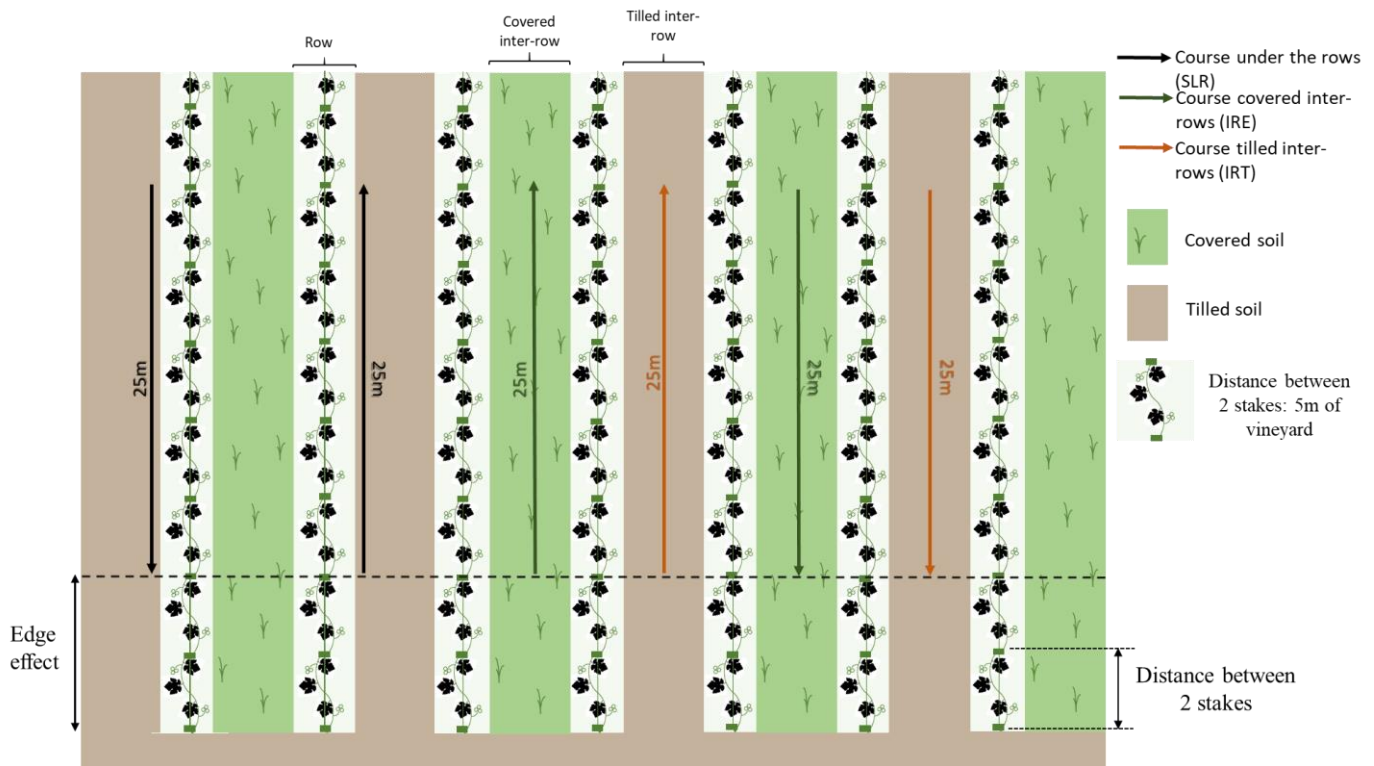 Row
Covered
inter-row
Tilled inter-
row
Course under the rows
(SLR)
Course covered inter-
rows (IRE)
Course tilled inter-
rows (IRT)
Covered soil
Tilled soil
Distance between
2 stakes: 5m of
vineyard
25m
25m
25m
25m
25m
25m
Edge
effect
Distance between
2 stakes